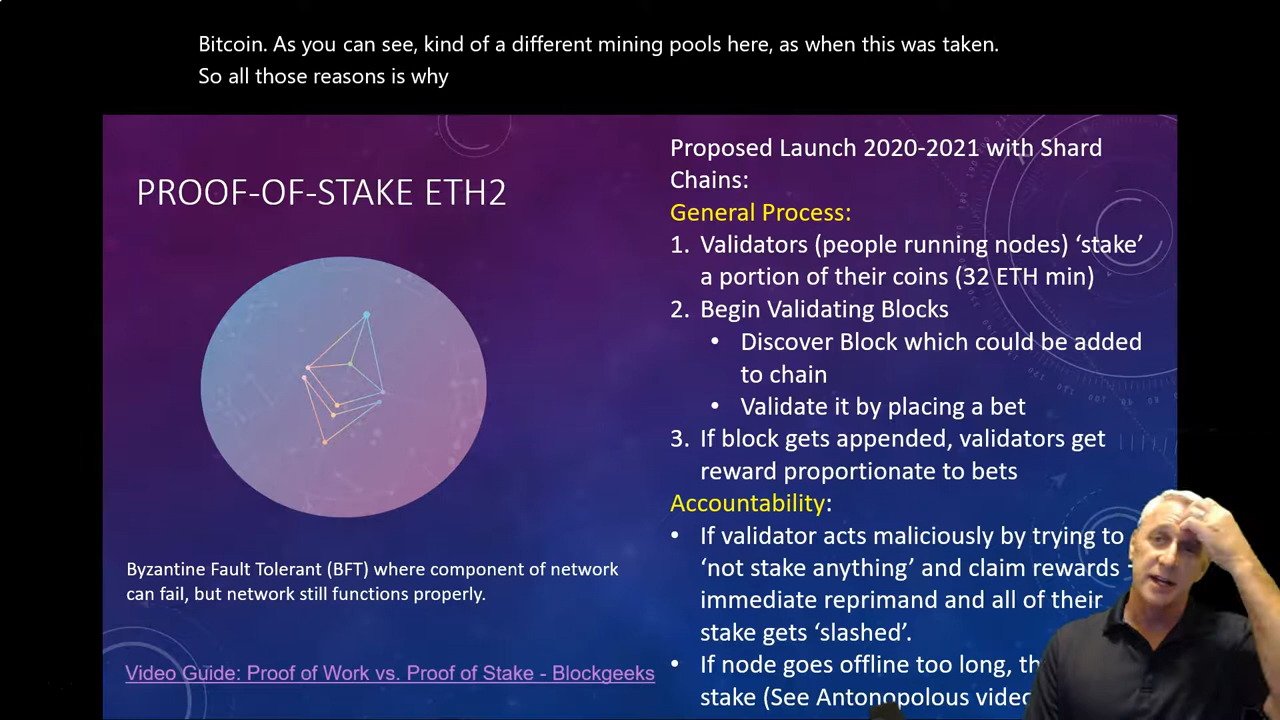 Bitcoin. As you can see, kind of a different mining pools here, as when this was taken.
So all those reasons is why
PROOF-OF-STAKE ETH2
Byzantine Fault Tolerant (BFT) where component of network
can fail, but network still functions properly.
Video Guide: Proof of Work vs. Proof of Stake - Blockgeeks
Proposed Launch 2020-2021 with Shard
Chains:
General Process:
1. Validators (people running nodes) ‘stake’
a portion of their coins (32 ETH min)
2. Begin Validating Blocks
• Discover Block which could be added
to chain
• Validate it by placing a bet
3. If block gets appended, validators get
reward proportionate to bets
Accountability:
• If validator acts maliciously by trying to
‘not stake anything’ and claim rewards -
immediate reprimand and all of their
stake gets ‘slashed’.
• If node goes offline too long,
stake (See Antonopolous video